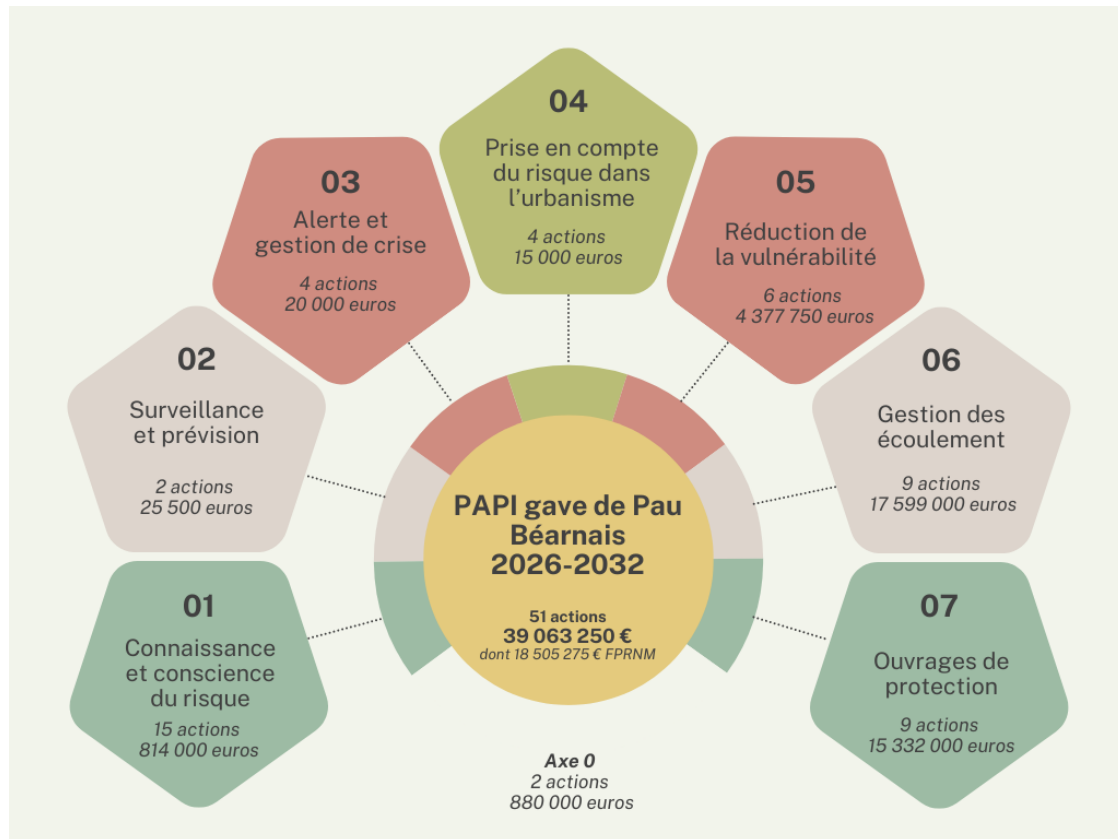 04
Prise en compte
du risque dans
l'urbanisme
4 actions
15 000 euros
03
Alerte et
gestion de crise
4 actions
20 000 euros
05
Réduction de
la vulnérabilité
6 actions
4 377 750 euros
02
Surveillance
et prévision
2 actions
25 500 euros
06
Gestion des
écoulement
9 actions
17 599 000 euros
PAPI gave de Pau
Béarnais
2026-2032
51 actions
39 063 250 €
dont 18 505 275 € FPRNM
01
Connaissance
et conscience
du risque
15 actions
814 000 euros
07
Ouvrages de
protection
9 actions
15 332 000 euros
Axe 0
2 actions
880 000 euros